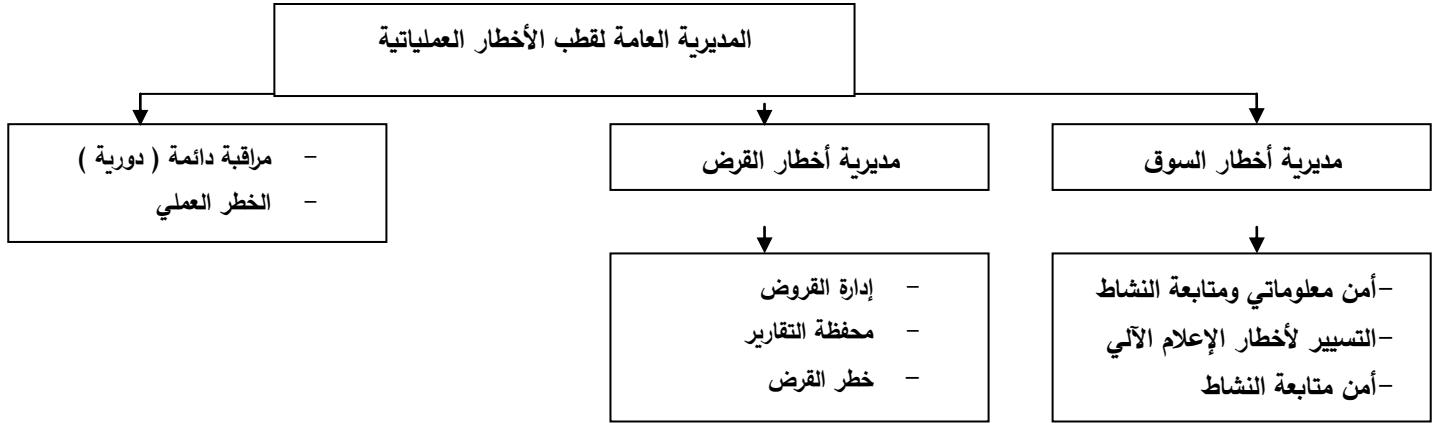 المديرية العامة لقطب الأخطار العملياتية
مديرية أخطار السوق
مديرية أخطار القرض
- مراقبة دائمة ( دورية )
- الخطر العملي
-أمن معلوماتي ومتابعة النشاط
-التسيير لأخطار الإعلام الآلي
-أمن متابعة النشاط
- إدارة القروض
- محفظة التقارير
- خطر القرض